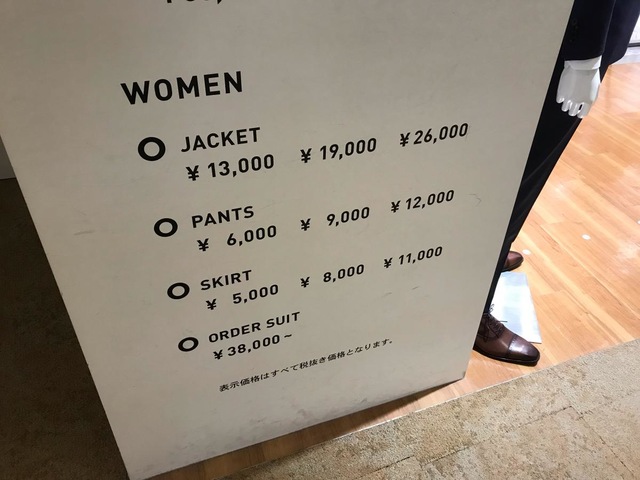 WOMEN
JACKET
¥13,000 ¥19,000 ¥26,000
PANTS
¥ 6,000 ¥ 9,000 ¥12,000
SKIRT
¥ 5,000 ¥ 8,000 ¥11,000
ORDER SUIT
¥38,000~
表示価格はすべて税抜き価格となります。